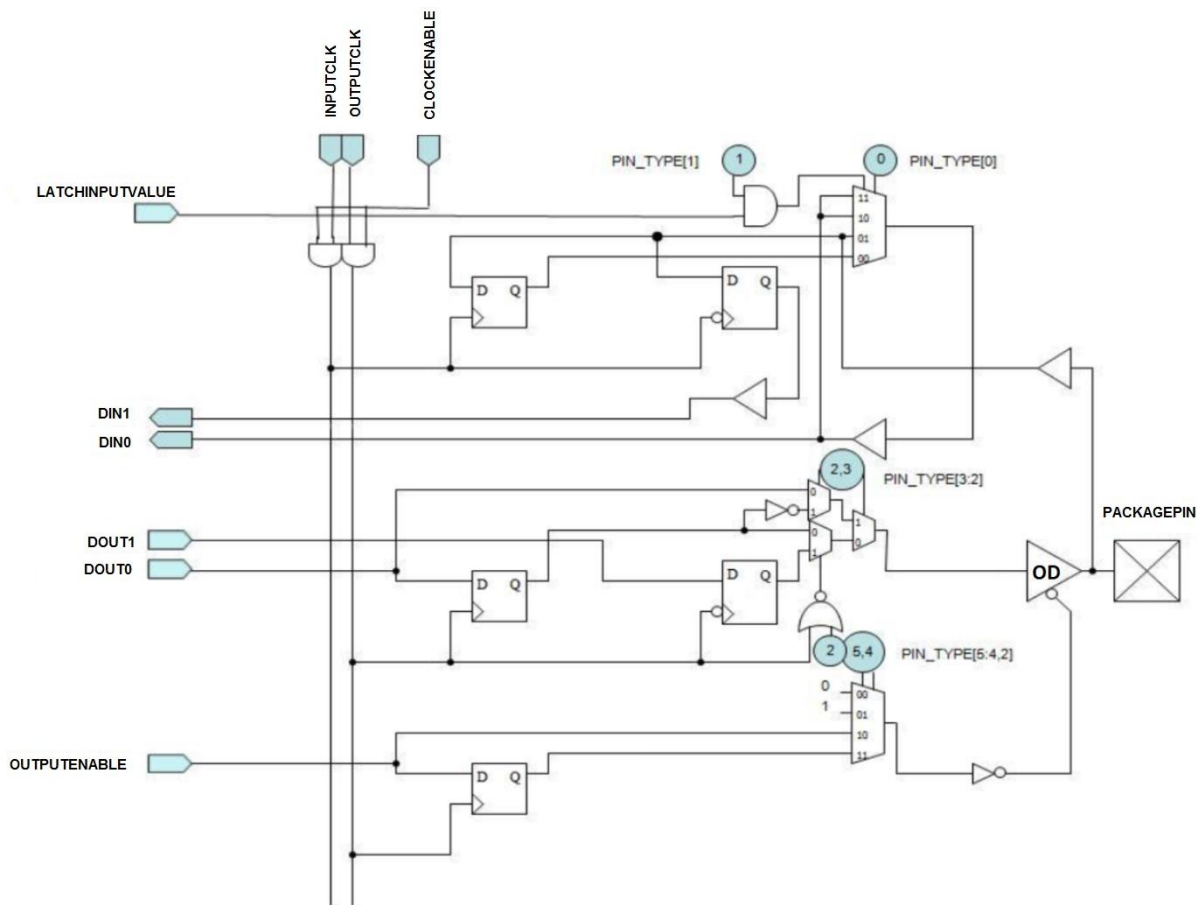 INPUTCLK
OUTPUTCLK
CLOCKENABLE
PIN_TYPE[1]
1
0
PIN_TYPE[0]
LATCHINPUTVALUE
11
10
01
00
D Q
D Q
DIN1
DIN0
2,3
PIN_TYPE[3:2]
0
1
1
0
0
1
PACKAGEPIN
DOUT1
DOUT0
D Q
D Q
OD
2
5,4
PIN_TYPE[5:4,2]
0
1
00
01
10
11
OUTPUTENABLE
D Q